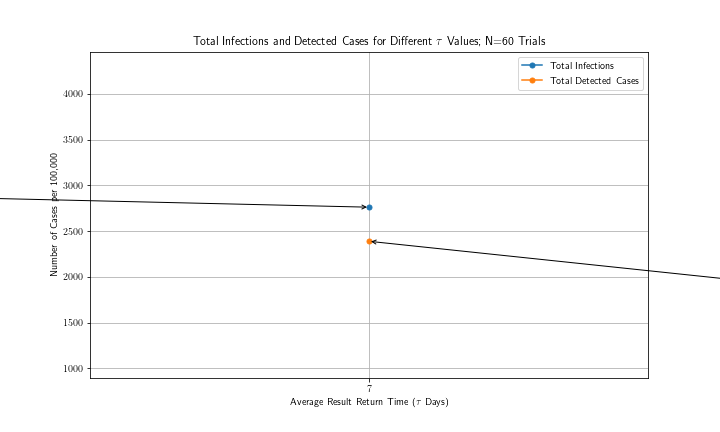 Total Infections and Detected Cases for Different τ Values; N=60 Trials
Total Infections
Total Detected Cases
Number of Cases per 100,000
4000
3500
3000
2500
2000
1500
1000
7
Average Result Return Time (τ Days)